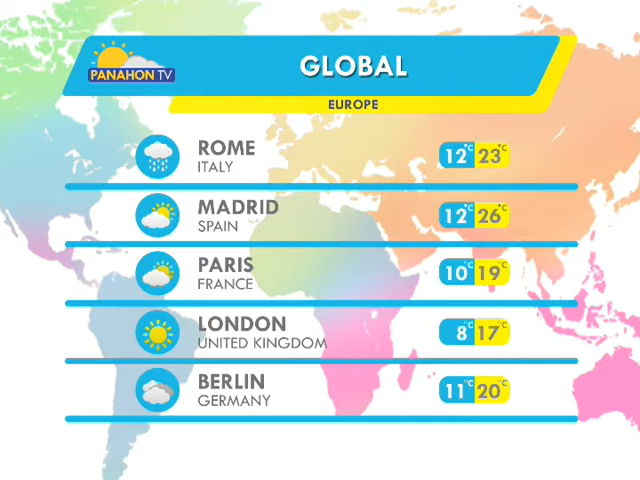 PANAHON TV
GLOBAL
EUROPE
ROME
ITALY
12°C 23°C
MADRID
SPAIN
12°C 26°C
PARIS
FRANCE
10°C 19°C
LONDON
UNITED KINGDOM
8°C 17°C
BERLIN
GERMANY
11°C 20°C